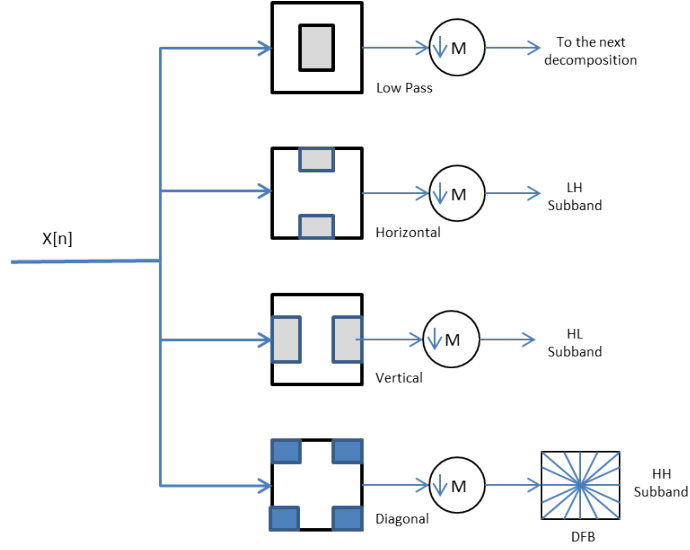 M
To the next
decomposition
Low Pass
M
LH
Subband
Horizontal
X[n]
M
HL
Subband
Vertical
M
HH
Subband
Diagonal
DFB